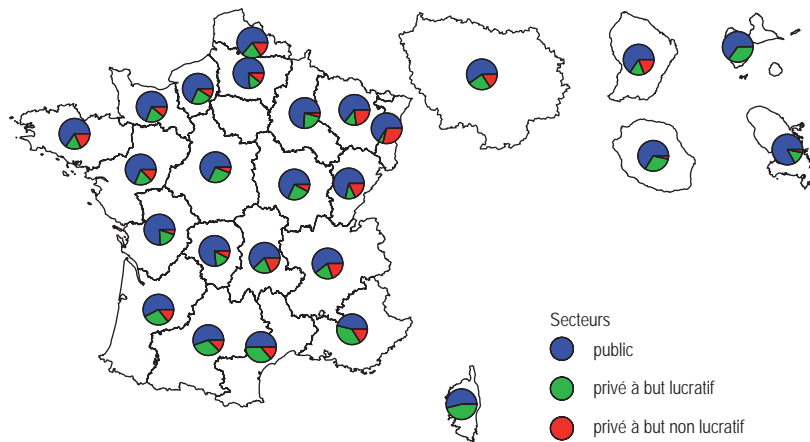 Secteurs
public
privé à but lucratif
privé à but non lucratif